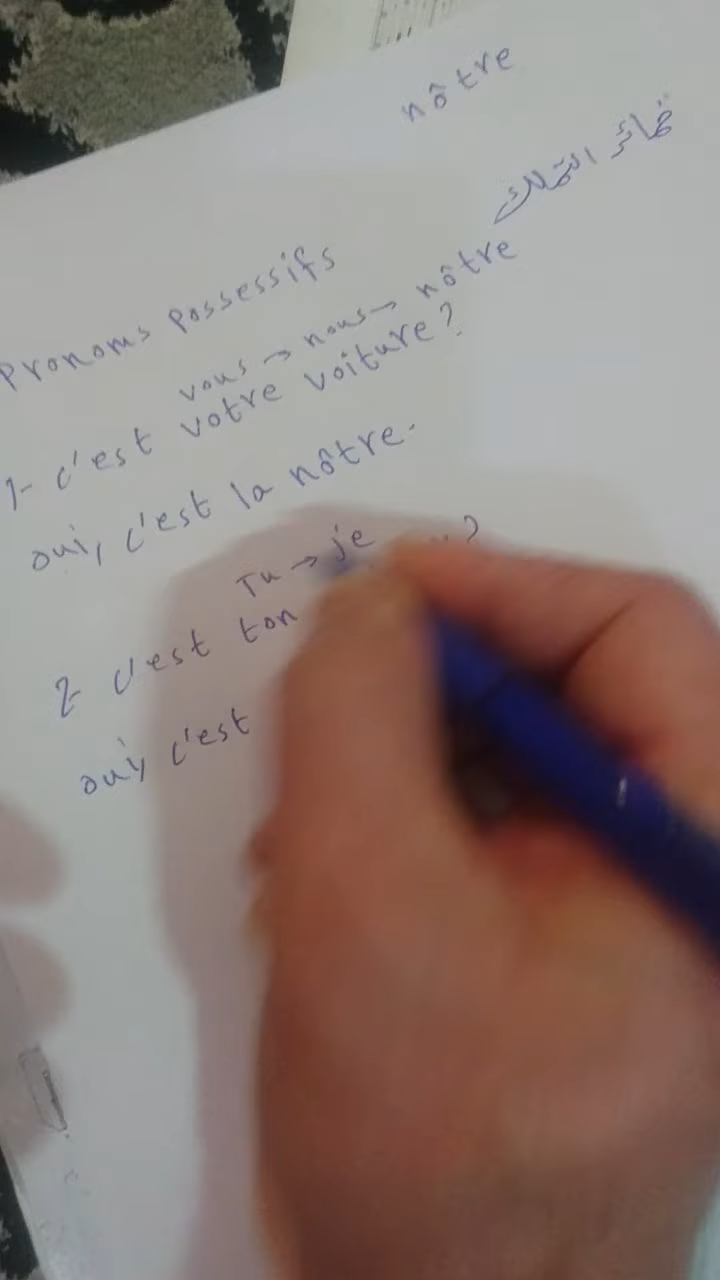 nôtre
ضمائر التملك
Pronoms possessifs
vous → nous → nôtre
1- c'est votre voiture?
oui, c'est la nôtre.
Tu → je
2- c'est ton ?
oui, c'est